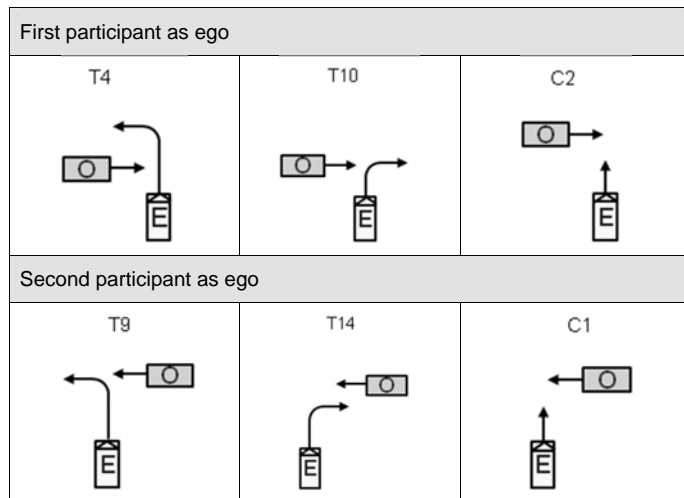 First participant as ego
T4 T10 C2
O O O
E E E
Second participant as ego
T9 T14 C1
O O O
E E E